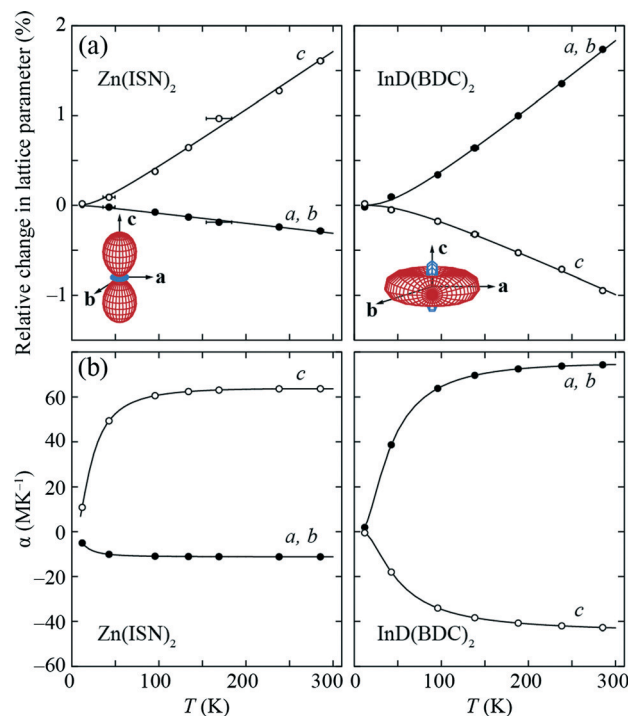 (a)
Zn(ISN)₂
c
a, b
c
b
a
InD(BDC)₂
a, b
c
c
b
a
Relative change in lattice parameter (%)
2
1
0
–1
(b)
c
a, b
Zn(ISN)₂
a, b
c
InD(BDC)₂
α (MK⁻¹)
60
40
20
0
–20
–40
–60
0 100 200 300
0 100 200 300
T (K)
T (K)